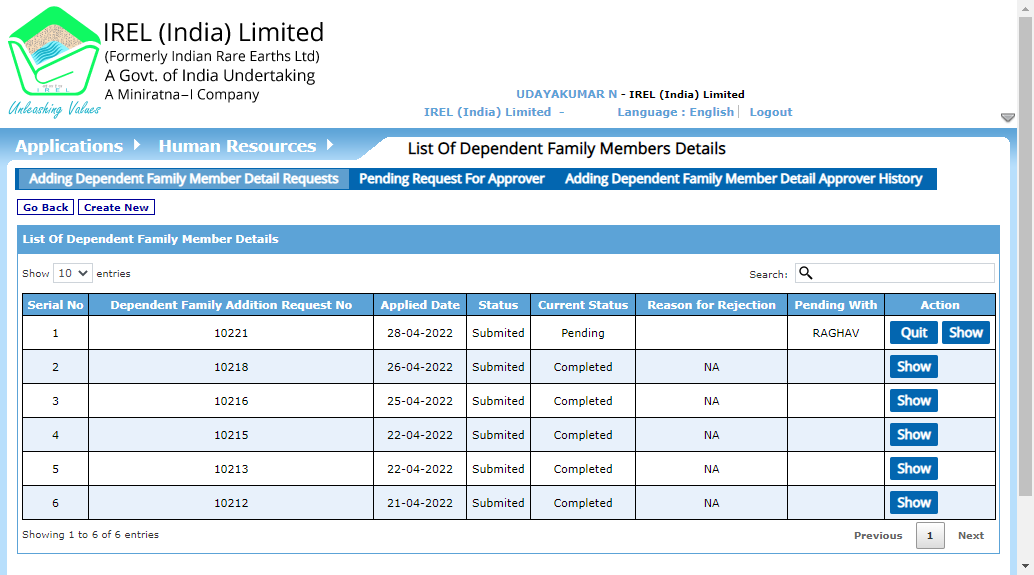 IREL (India) Limited
(Formerly Indian Rare Earths Ltd)
A Govt. of India Undertaking
A Miniratna–I Company
IREL
Unleashing Values
UDAYAKUMAR N - IREL (India) Limited
IREL (India) Limited - Language : English Logout
Applications Human Resources List Of Dependent Family Members Details
Adding Dependent Family Member Detail Requests Pending Request For Approver Adding Dependent Family Member Detail Approver History
Go Back Create New
List Of Dependent Family Member Details
Show 10 entries Search:
Serial No Dependent Family Addition Request No Applied Date Status Current Status Reason for Rejection Pending With Action
1 10221 28-04-2022 Submited Pending RAGHAV Quit Show
2 10218 26-04-2022 Submited Completed NA Show
3 10216 25-04-2022 Submited Completed NA Show
4 10215 22-04-2022 Submited Completed NA Show
5 10213 22-04-2022 Submited Completed NA Show
6 10212 21-04-2022 Submited Completed NA Show
Showing 1 to 6 of 6 entries Previous 1 Next